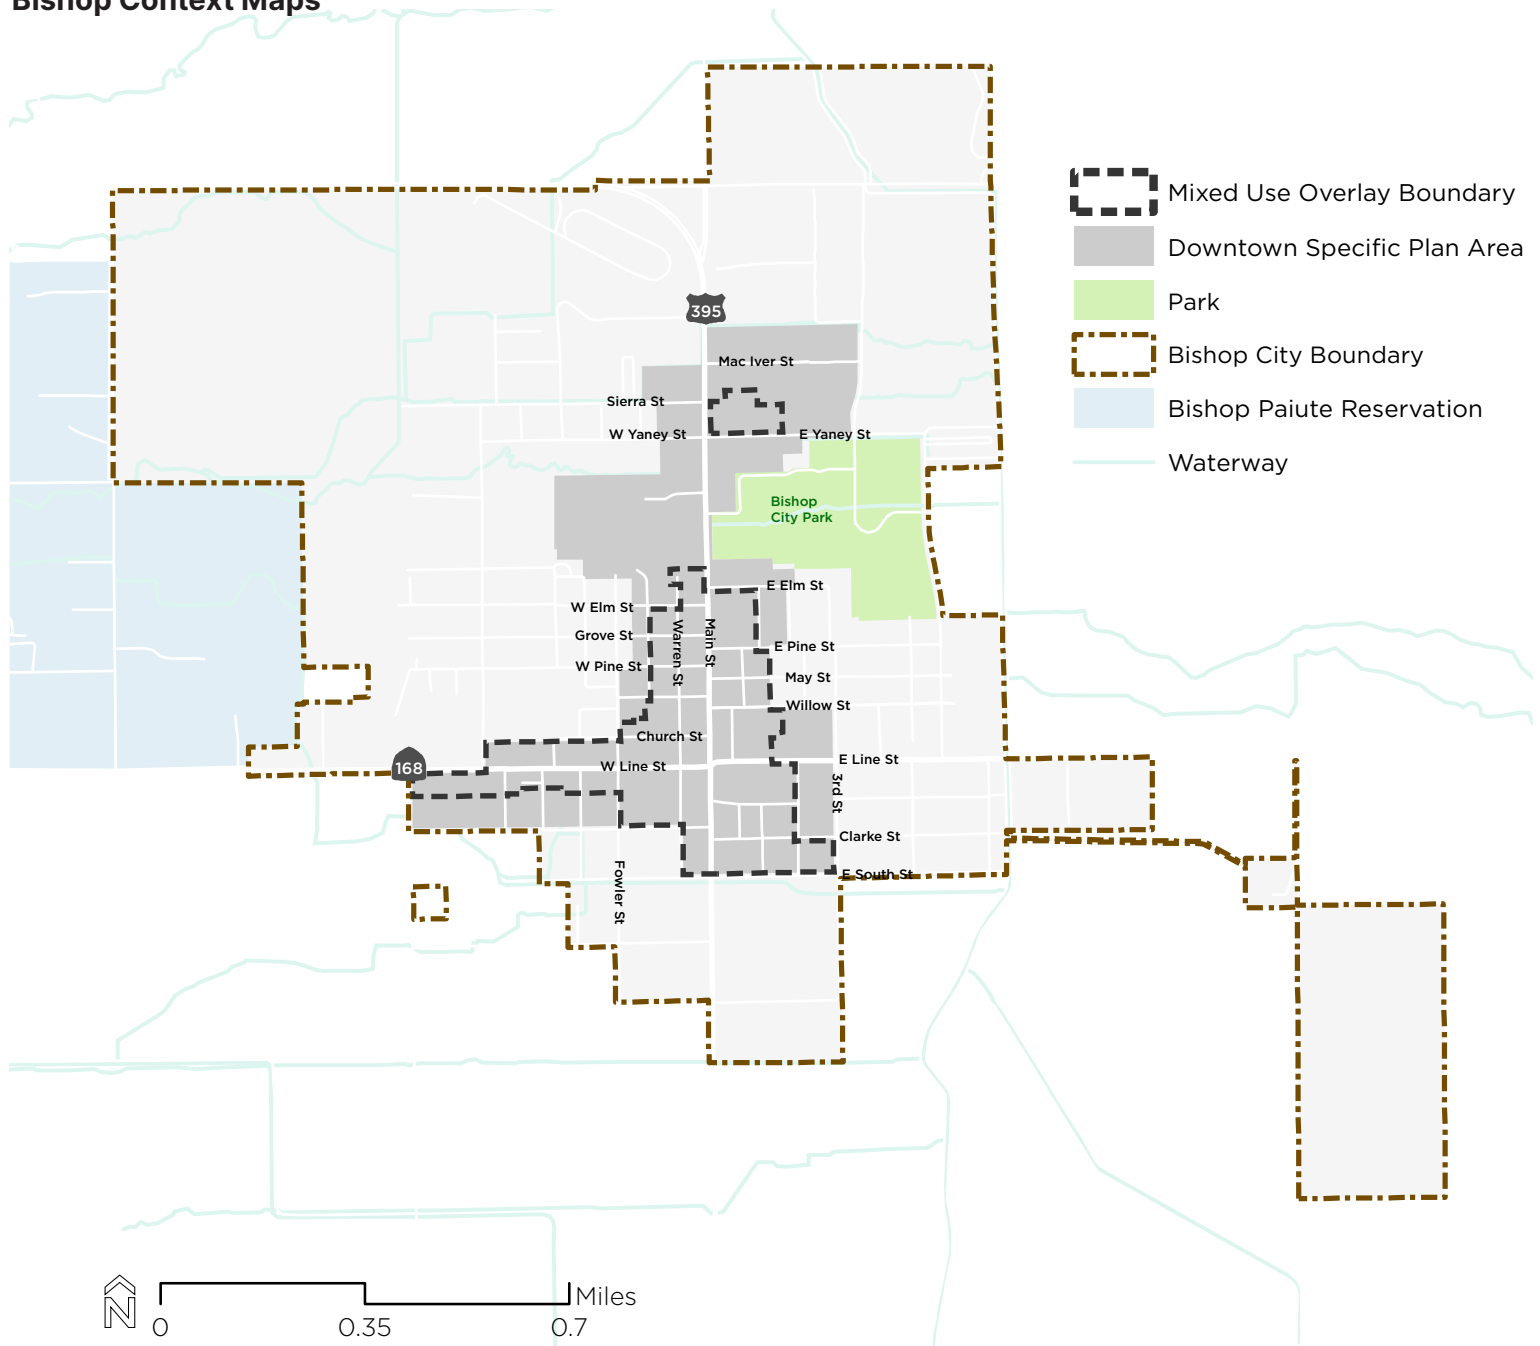 Bishop Context Maps
Mixed Use Overlay Boundary
Downtown Specific Plan Area
Park
Bishop City Boundary
Bishop Paiute Reservation
Waterway
395
Mac Iver St
Sierra St
W Yaney St
E Yaney St
Bishop
City Park
E Elm St
W Elm St
Grove St
Warren St
Main St
E Pine St
W Pine St
May St
Willow St
Church St
E Line St
W Line St
168
3rd St
Clarke St
E South St
Fowler St
N
Miles
0
0.35
0.7